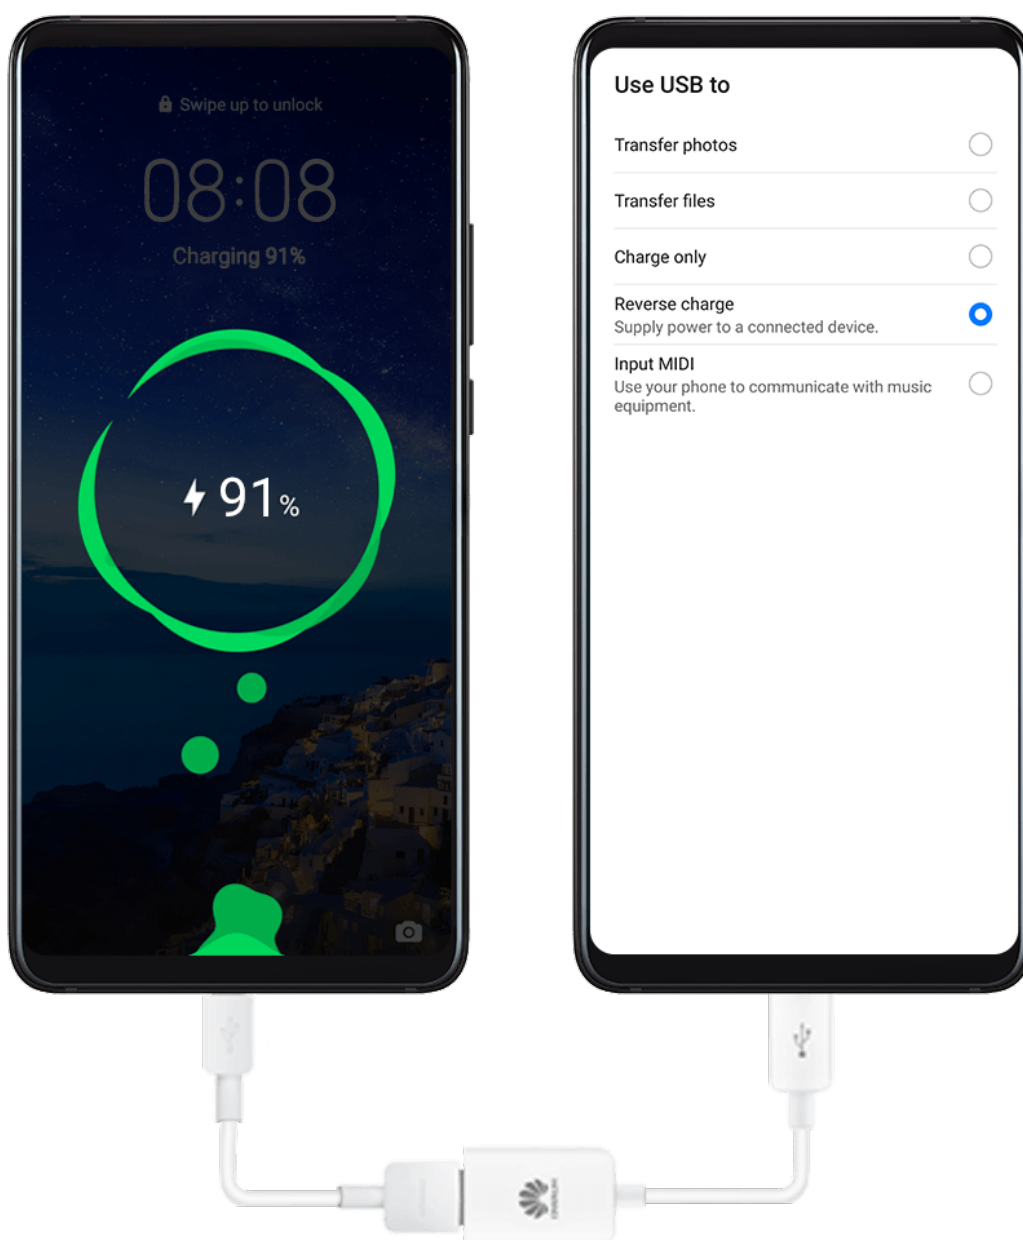 Swipe up to unlock
08:08
Charging 91%
91%
Use USB to
Transfer photos
Transfer files
Charge only
Reverse charge
Supply power to a connected device.
Input MIDI
Use your phone to communicate with music
equipment.
HUAWEI